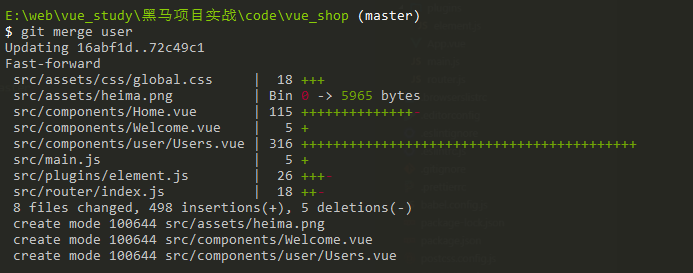 E:\web\vue_study\黑马项目实战\code\vue_shop (master)
$ git merge user
Updating 16abf1d..72c49c1
Fast-forward
 src/assets/css/global.css     |  18 +++
 src/assets/heima.png          | Bin 0 -> 5965 bytes
 src/components/Home.vue       | 115 ++++++++++++++-
 src/components/Welcome.vue    |   5 +
 src/components/user/Users.vue | 316 ++++++++++++++++++++++++++++++++++++++++++
 src/main.js                   |   5 +
 src/plugins/element.js        |  26 +++-
 src/router/index.js           |  18 ++-
 8 files changed, 498 insertions(+), 5 deletions(-)
 create mode 100644 src/assets/heima.png
 create mode 100644 src/components/Welcome.vue
 create mode 100644 src/components/user/Users.vue